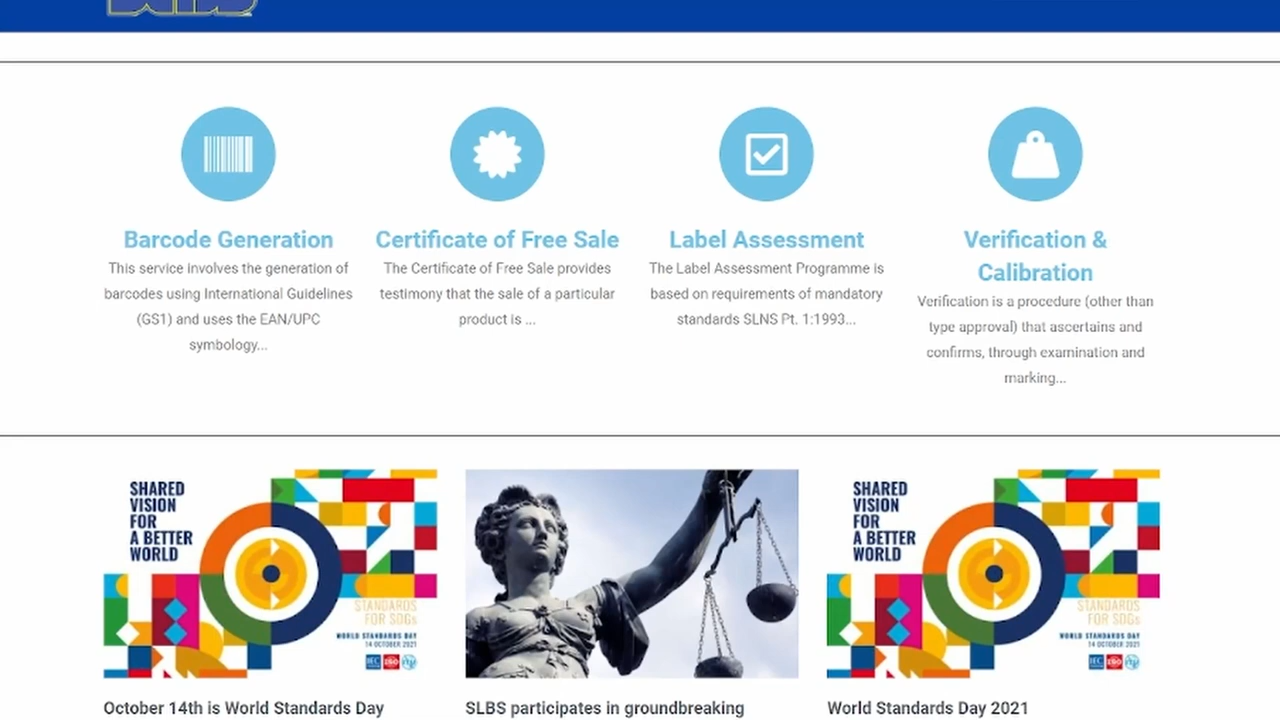 Barcode Generation
This service involves the generation of
barcodes using International Guidelines
(GS1) and uses the EAN/UPC
symbology...
Certificate of Free Sale
The Certificate of Free Sale provides
testimony that the sale of a particular
product is ...
Label Assessment
The Label Assessment Programme is
based on requirements of mandatory
standards SLNS Pt. 1:1993...
Verification &
Calibration
Verification is a procedure (other than
type approval) that ascertains and
confirms, through examination and
marking...
SHARED
VISION
FOR
A BETTER
WORLD
STANDARDS
FOR SDGs
WORLD STANDARDS DAY
14 OCTOBER 2021
IEC ISO
SHARED
VISION
FOR
A BETTER
WORLD
STANDARDS
FOR SDGs
WORLD STANDARDS DAY
14 OCTOBER 2021
IEC ISO
October 14th is World Standards Day
SLBS participates in groundbreaking
World Standards Day 2021